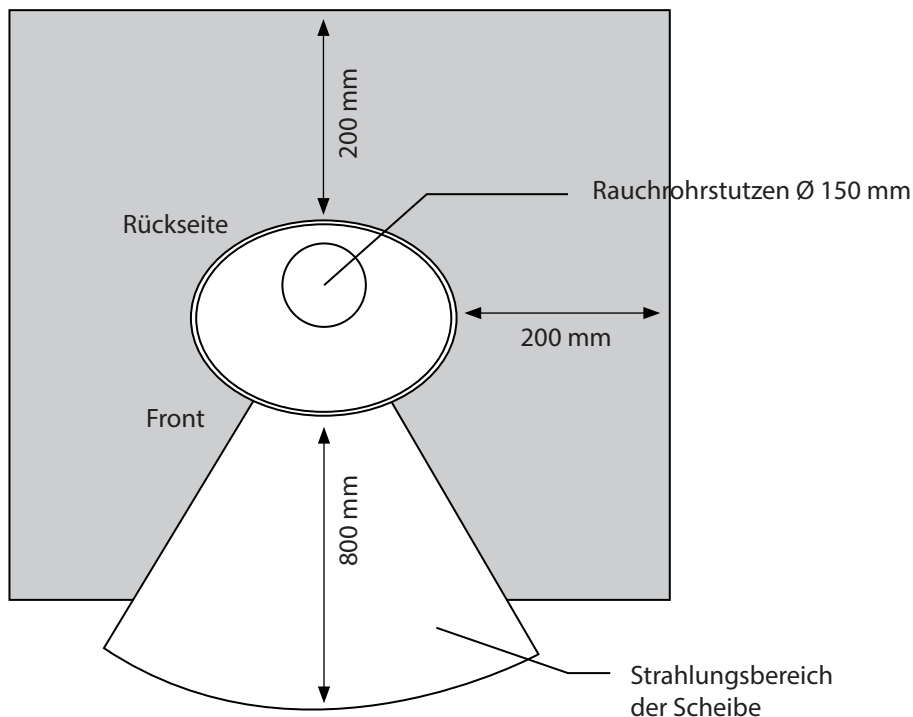 200 mm
Rauchrohrstutzen Ø 150 mm
Rückseite
200 mm
Front
800 mm
Strahlungsbereich
der Scheibe